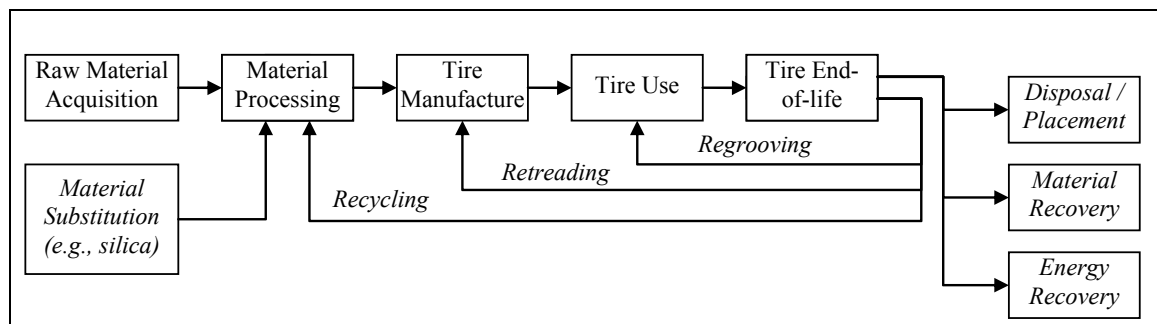 Raw Material
Acquisition
Material
Processing
Tire
Manufacture
Tire Use
Tire End-
of-life
Disposal /
Placement
Regrooving
Retreading
Recycling
Material
Substitution
(e.g., silica)
Material
Recovery
Energy
Recovery